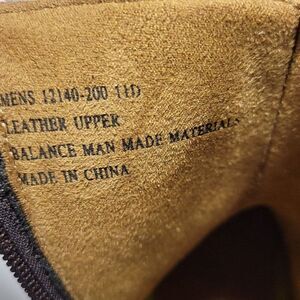 MENS 12140-200 11D
LEATHER UPPER
BALANCE MAN MADE MATERIALS
MADE IN CHINA